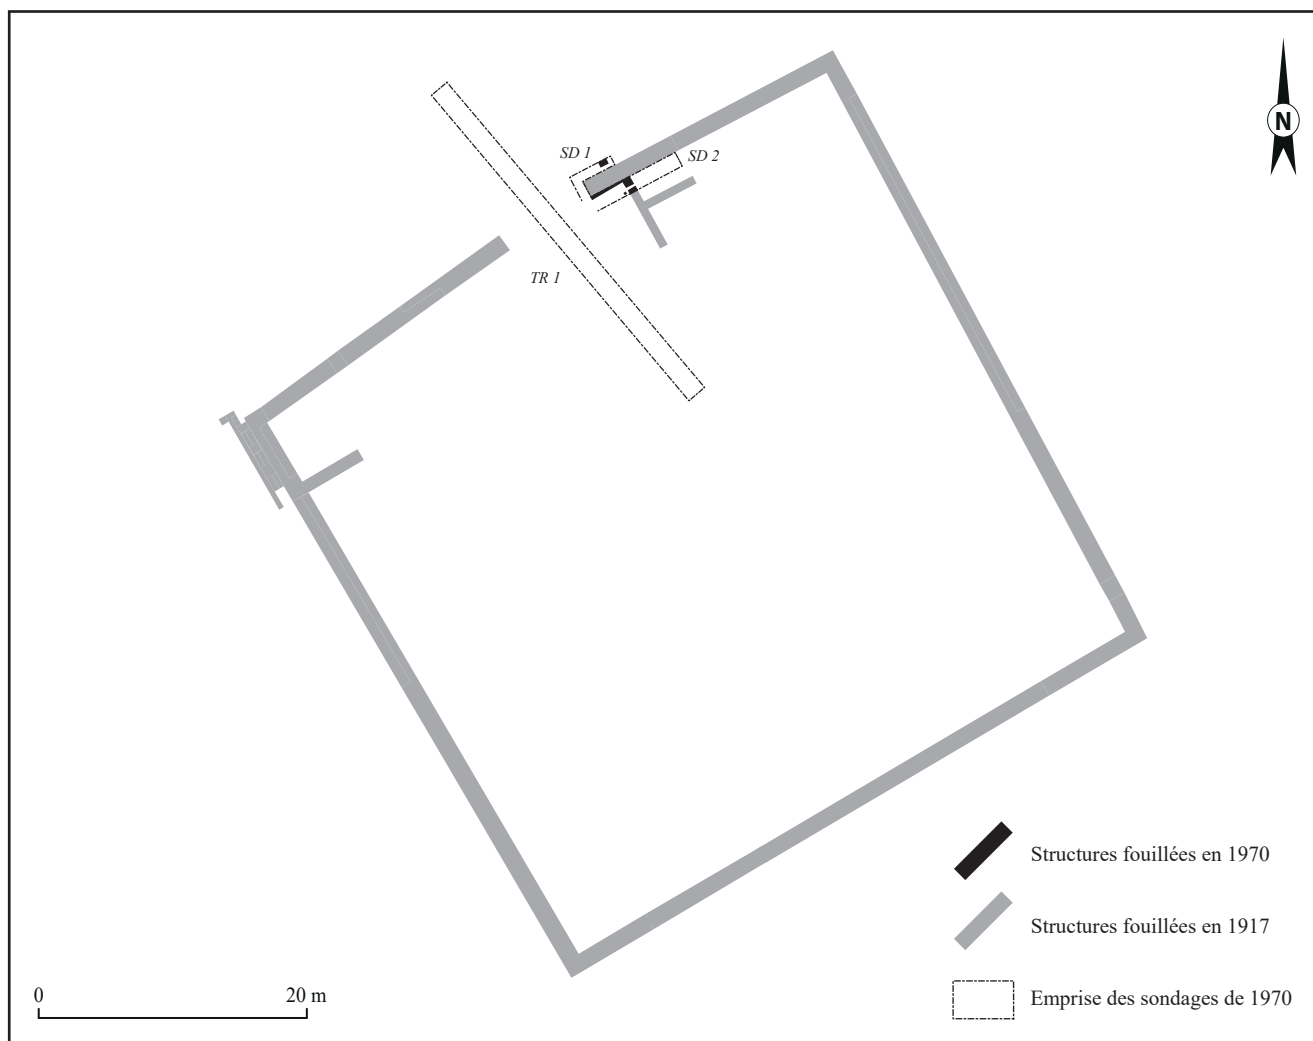 N
SD 1
SD 2
TR 1
Structures fouillées en 1970
Structures fouillées en 1917
0 20 m
Emprise des sondages de 1970